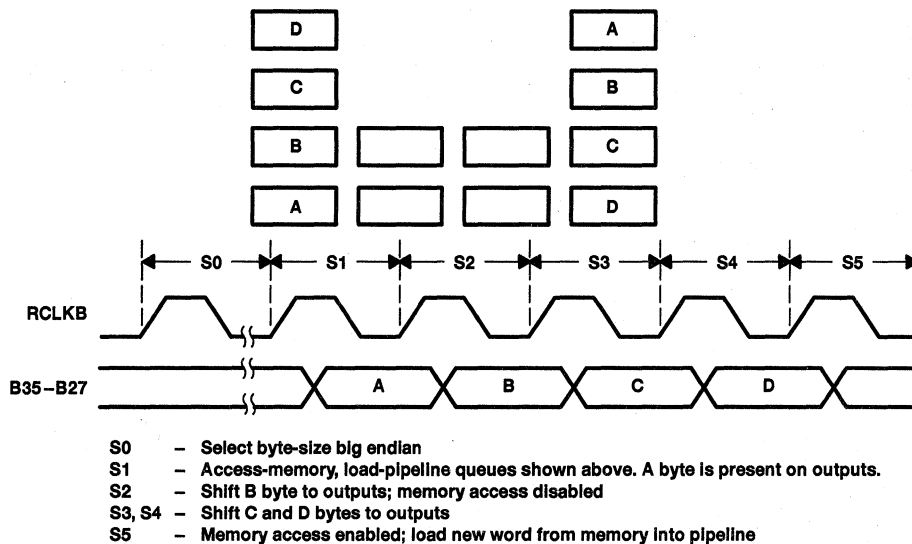 D A
C B
B C
A D
S0 S1 S2 S3 S4 S5
RCLKB
B35–B27 A B C D
S0 – Select byte-size big endian
S1 – Access-memory, load-pipeline queues shown above. A byte is present on outputs.
S2 – Shift B byte to outputs; memory access disabled
S3, S4 – Shift C and D bytes to outputs
S5 – Memory access enabled; load new word from memory into pipeline